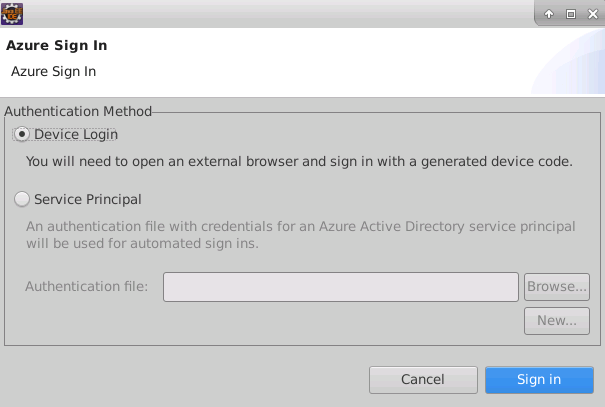 Azure Sign In
Azure Sign In
Authentication Method
Device Login
You will need to open an external browser and sign in with a generated device code.
Service Principal
An authentication file with credentials for an Azure Active Directory service principal
will be used for automated sign ins.
Authentication file:
Browse...
New...
Cancel
Sign in